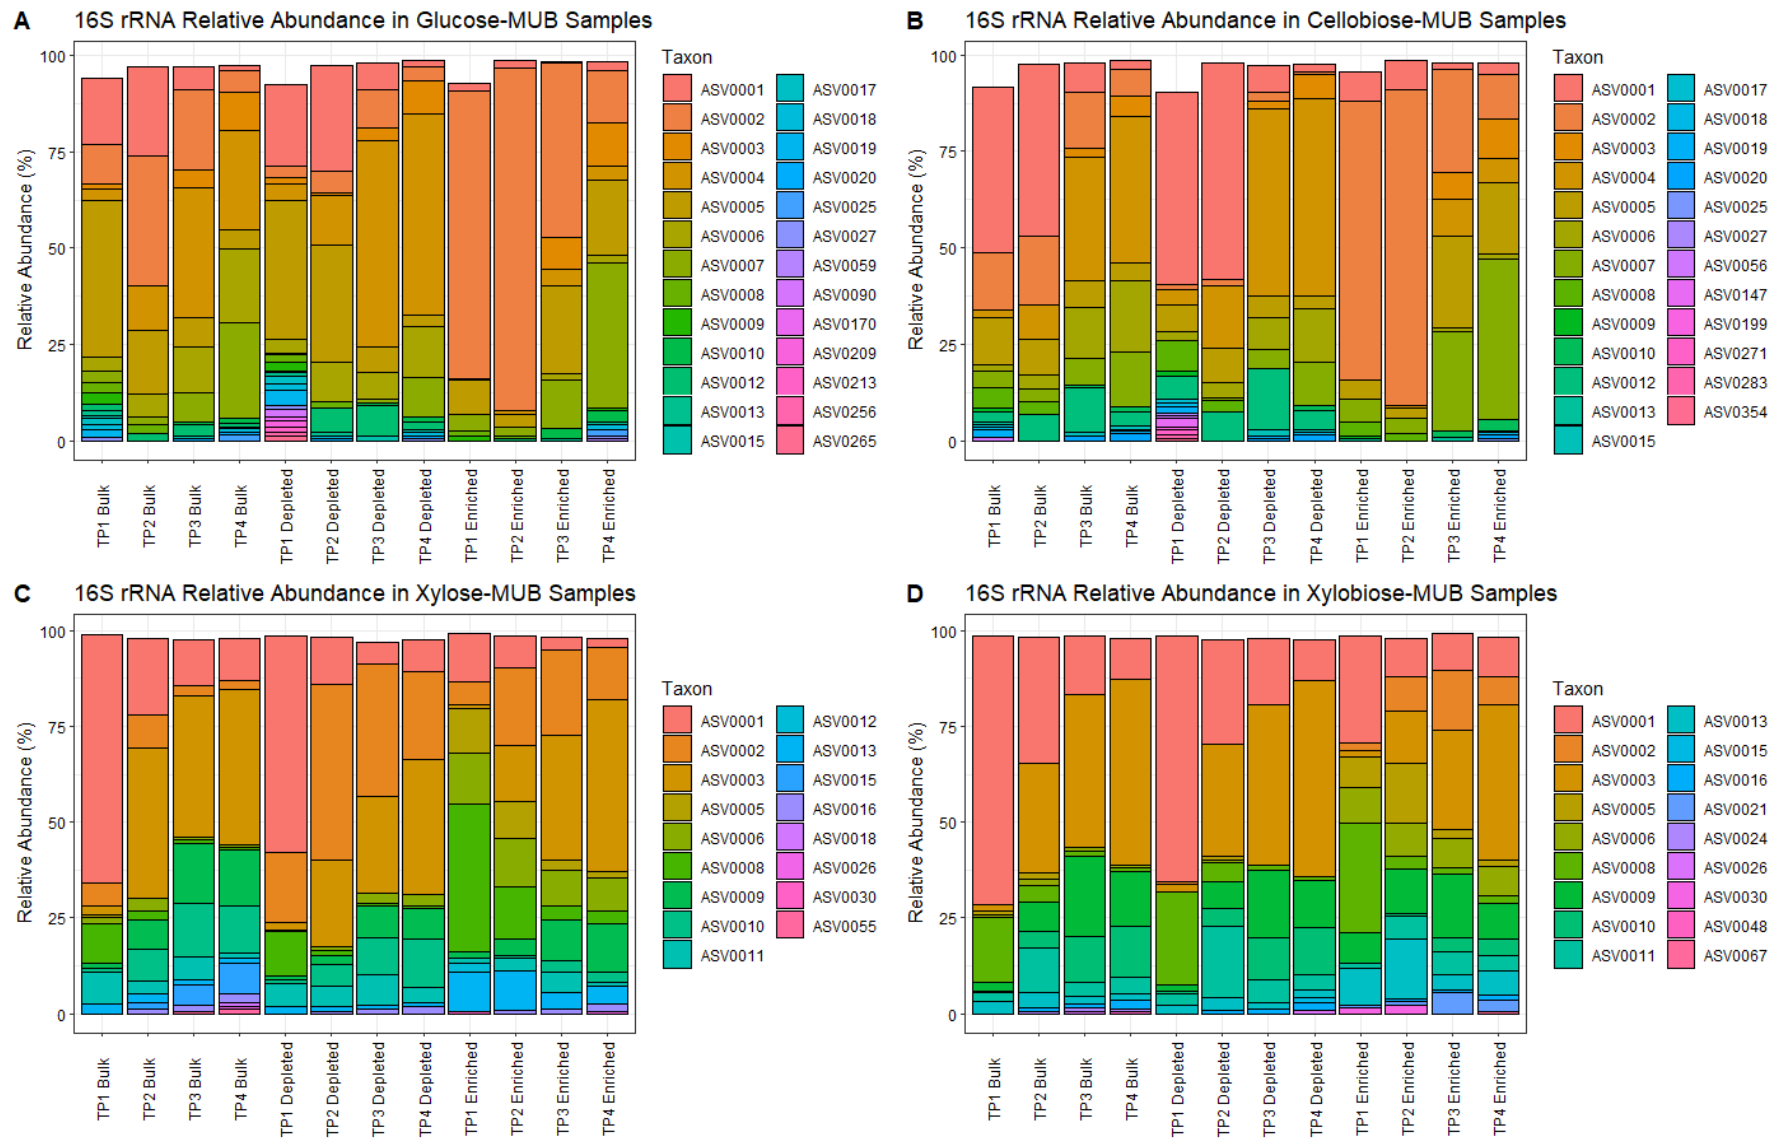 A 16S rRNA Relative Abundance in Glucose-MUB Samples
Relative Abundance (%)
100
75
50
25
0
TP1 Bulk
TP2 Bulk
TP3 Bulk
TP4 Bulk
TP1 Depleted
TP2 Depleted
TP3 Depleted
TP4 Depleted
TP1 Enriched
TP2 Enriched
TP3 Enriched
TP4 Enriched
Taxon
ASV0001 ASV0017
ASV0002 ASV0018
ASV0003 ASV0019
ASV0004 ASV0020
ASV0005 ASV0025
ASV0006 ASV0027
ASV0007 ASV0059
ASV0008 ASV0090
ASV0009 ASV0170
ASV0010 ASV0209
ASV0012 ASV0213
ASV0013 ASV0256
ASV0015 ASV0265
B 16S rRNA Relative Abundance in Cellobiose-MUB Samples
Relative Abundance (%)
100
75
50
25
0
TP1 Bulk
TP2 Bulk
TP3 Bulk
TP4 Bulk
TP1 Depleted
TP2 Depleted
TP3 Depleted
TP4 Depleted
TP1 Enriched
TP2 Enriched
TP3 Enriched
TP4 Enriched
Taxon
ASV0001 ASV0017
ASV0002 ASV0018
ASV0003 ASV0019
ASV0004 ASV0020
ASV0005 ASV0025
ASV0006 ASV0027
ASV0007 ASV0056
ASV0008 ASV0147
ASV0009 ASV0199
ASV0010 ASV0271
ASV0012 ASV0283
ASV0013 ASV0354
ASV0015
C 16S rRNA Relative Abundance in Xylose-MUB Samples
Relative Abundance (%)
100
75
50
25
0
TP1 Bulk
TP2 Bulk
TP3 Bulk
TP4 Bulk
TP1 Depleted
TP2 Depleted
TP3 Depleted
TP4 Depleted
TP1 Enriched
TP2 Enriched
TP3 Enriched
TP4 Enriched
Taxon
ASV0001 ASV0012
ASV0002 ASV0013
ASV0003 ASV0015
ASV0005 ASV0016
ASV0006 ASV0018
ASV0008 ASV0026
ASV0009 ASV0030
ASV0010 ASV0055
ASV0011
D 16S rRNA Relative Abundance in Xylobiose-MUB Samples
Relative Abundance (%)
100
75
50
25
0
TP1 Bulk
TP2 Bulk
TP3 Bulk
TP4 Bulk
TP1 Depleted
TP2 Depleted
TP3 Depleted
TP4 Depleted
TP1 Enriched
TP2 Enriched
TP3 Enriched
TP4 Enriched
Taxon
ASV0001 ASV0013
ASV0002 ASV0015
ASV0003 ASV0016
ASV0005 ASV0021
ASV0006 ASV0024
ASV0008 ASV0026
ASV0009 ASV0030
ASV0010 ASV0048
ASV0011 ASV0067